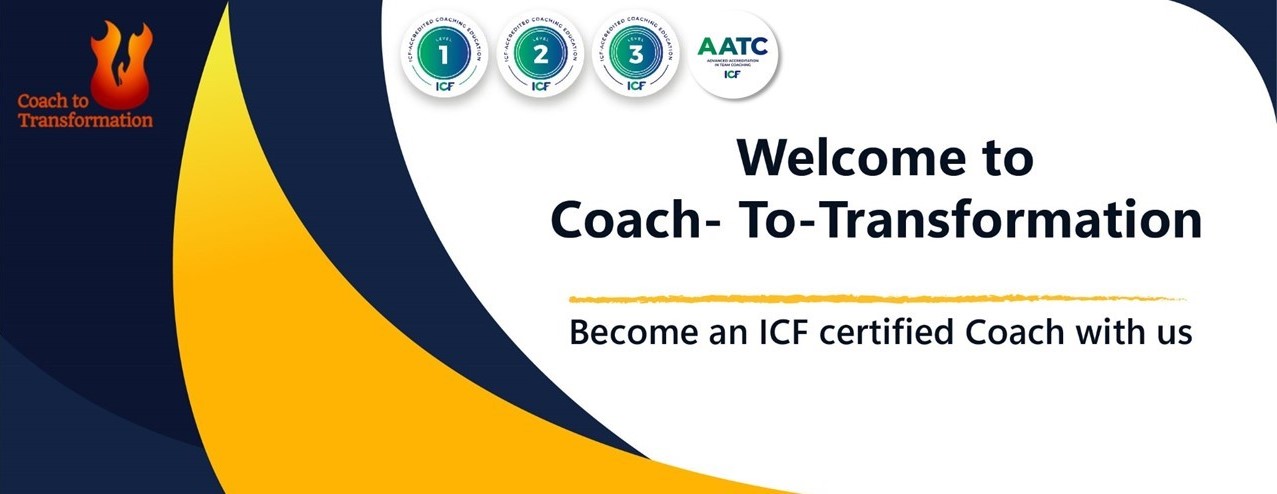 Coach to
Transformation
ICF-ACCREDITED COACHING EDUCATION
LEVEL
1
ICF
ICF-ACCREDITED COACHING EDUCATION
LEVEL
2
ICF
ICF-ACCREDITED COACHING EDUCATION
LEVEL
3
ICF
AATC
ADVANCED ACCREDITATION
IN TEAM COACHING
ICF
Welcome to
Coach- To-Transformation
Become an ICF certified Coach with us